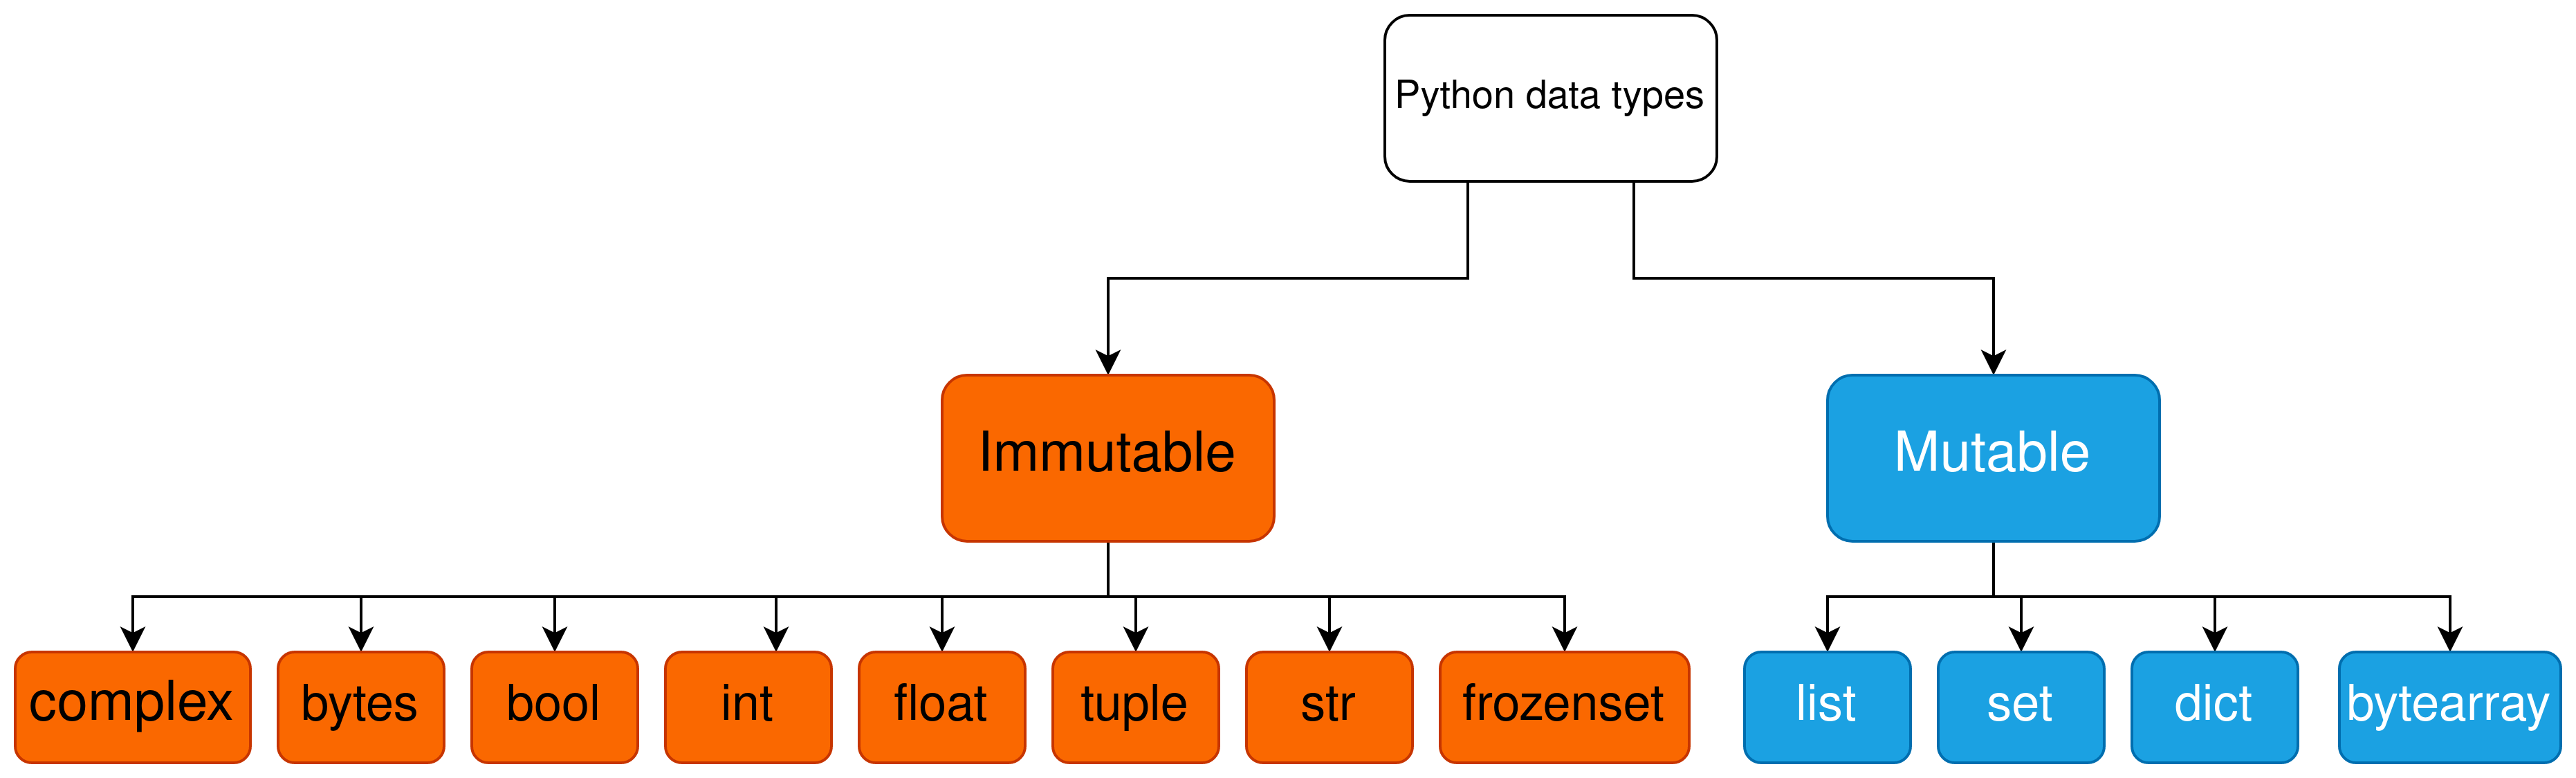 Python data types
Immutable
Mutable
complex
bytes
bool
int
float
tuple
str
frozenset
list
set
dict
bytearray